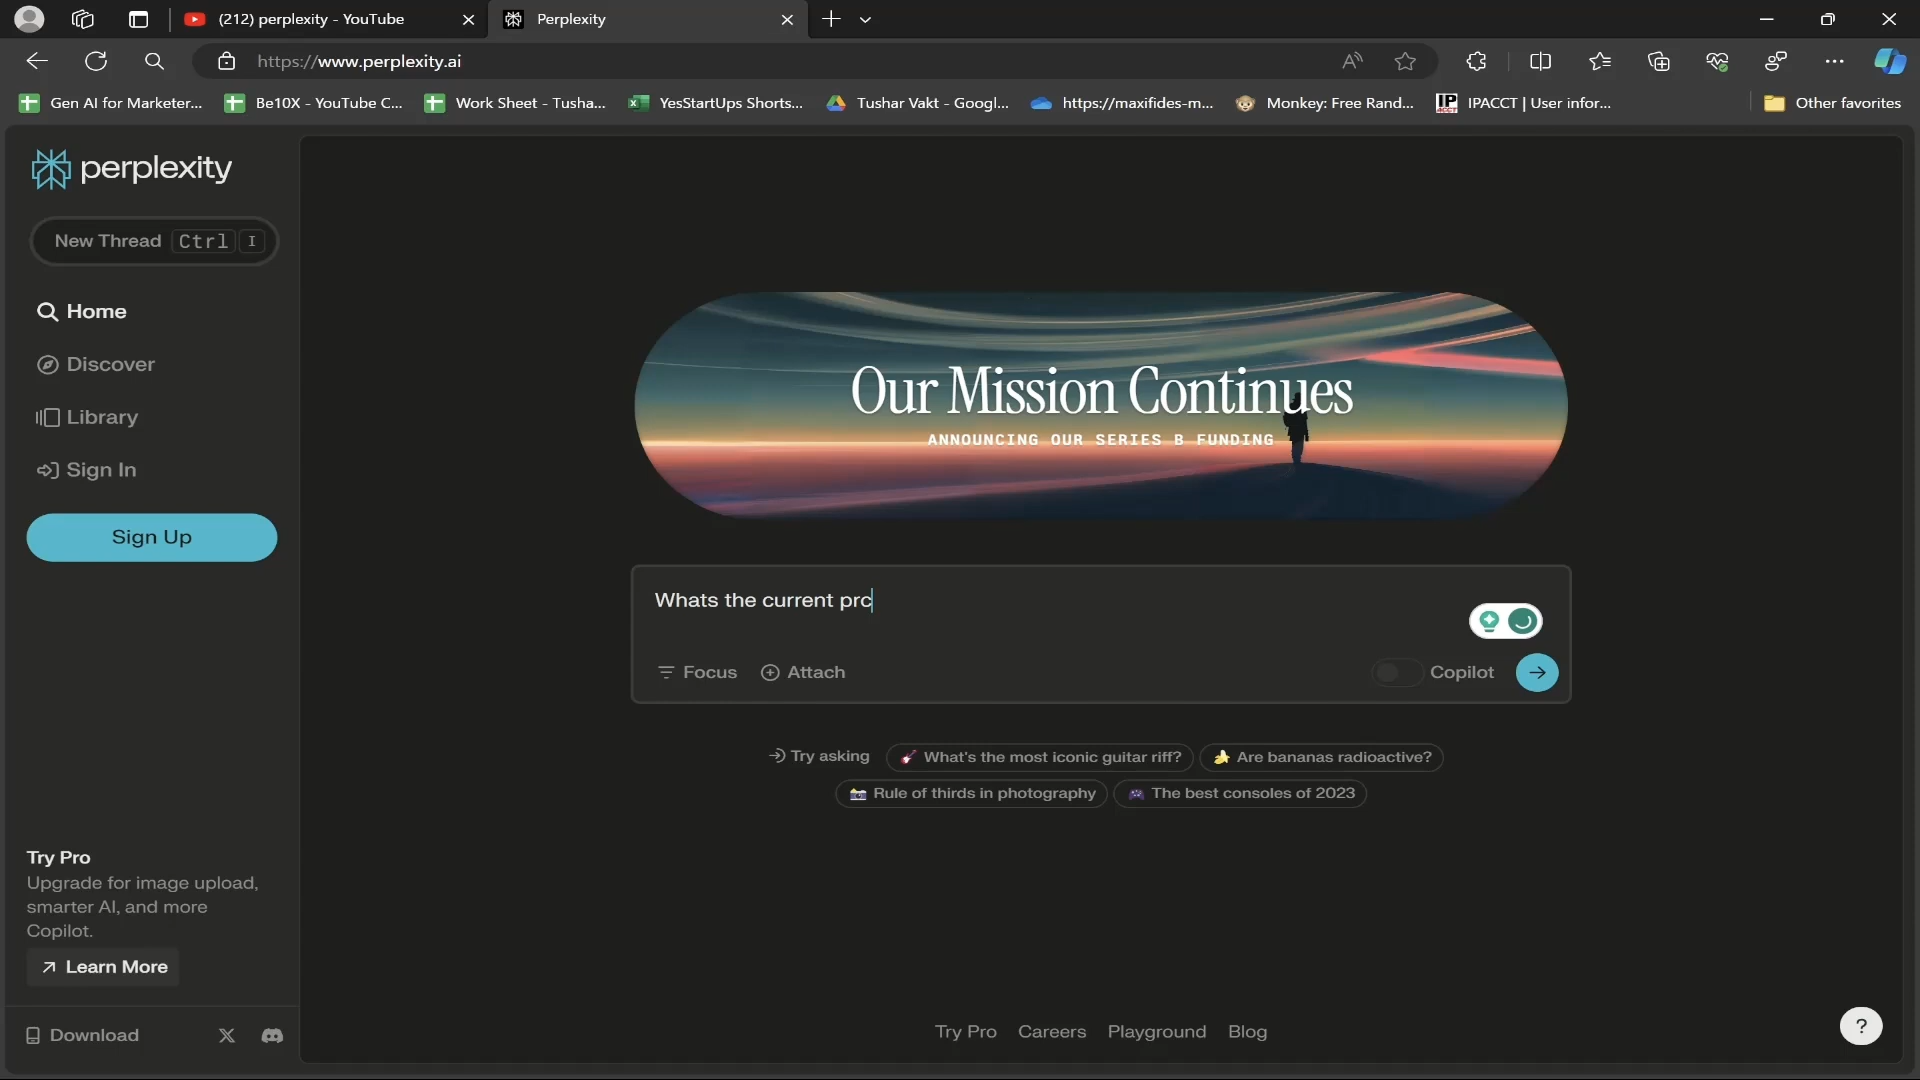 (212) perplexity - YouTube
Perplexity
https://www.perplexity.ai
Gen AI for Marketer...
Be10X - YouTube C...
Work Sheet - Tusha...
YesStartUps Shorts...
Tushar Vakt - Googl...
https://maxifides-m...
Monkey: Free Rand...
IP
ACCT
IPACCT | User infor...
Other favorites
perplexity
New Thread Ctrl I
Home
Discover
Library
Sign In
Sign Up
Our Mission Continues
ANNOUNCING OUR SERIES B FUNDING
Whats the current prc
Focus
Attach
Copilot
Try asking
What's the most iconic guitar riff?
Are bananas radioactive?
Rule of thirds in photography
The best consoles of 2023
Try Pro
Upgrade for image upload,
smarter AI, and more
Copilot.
Learn More
Download
Try Pro
Careers
Playground
Blog
?